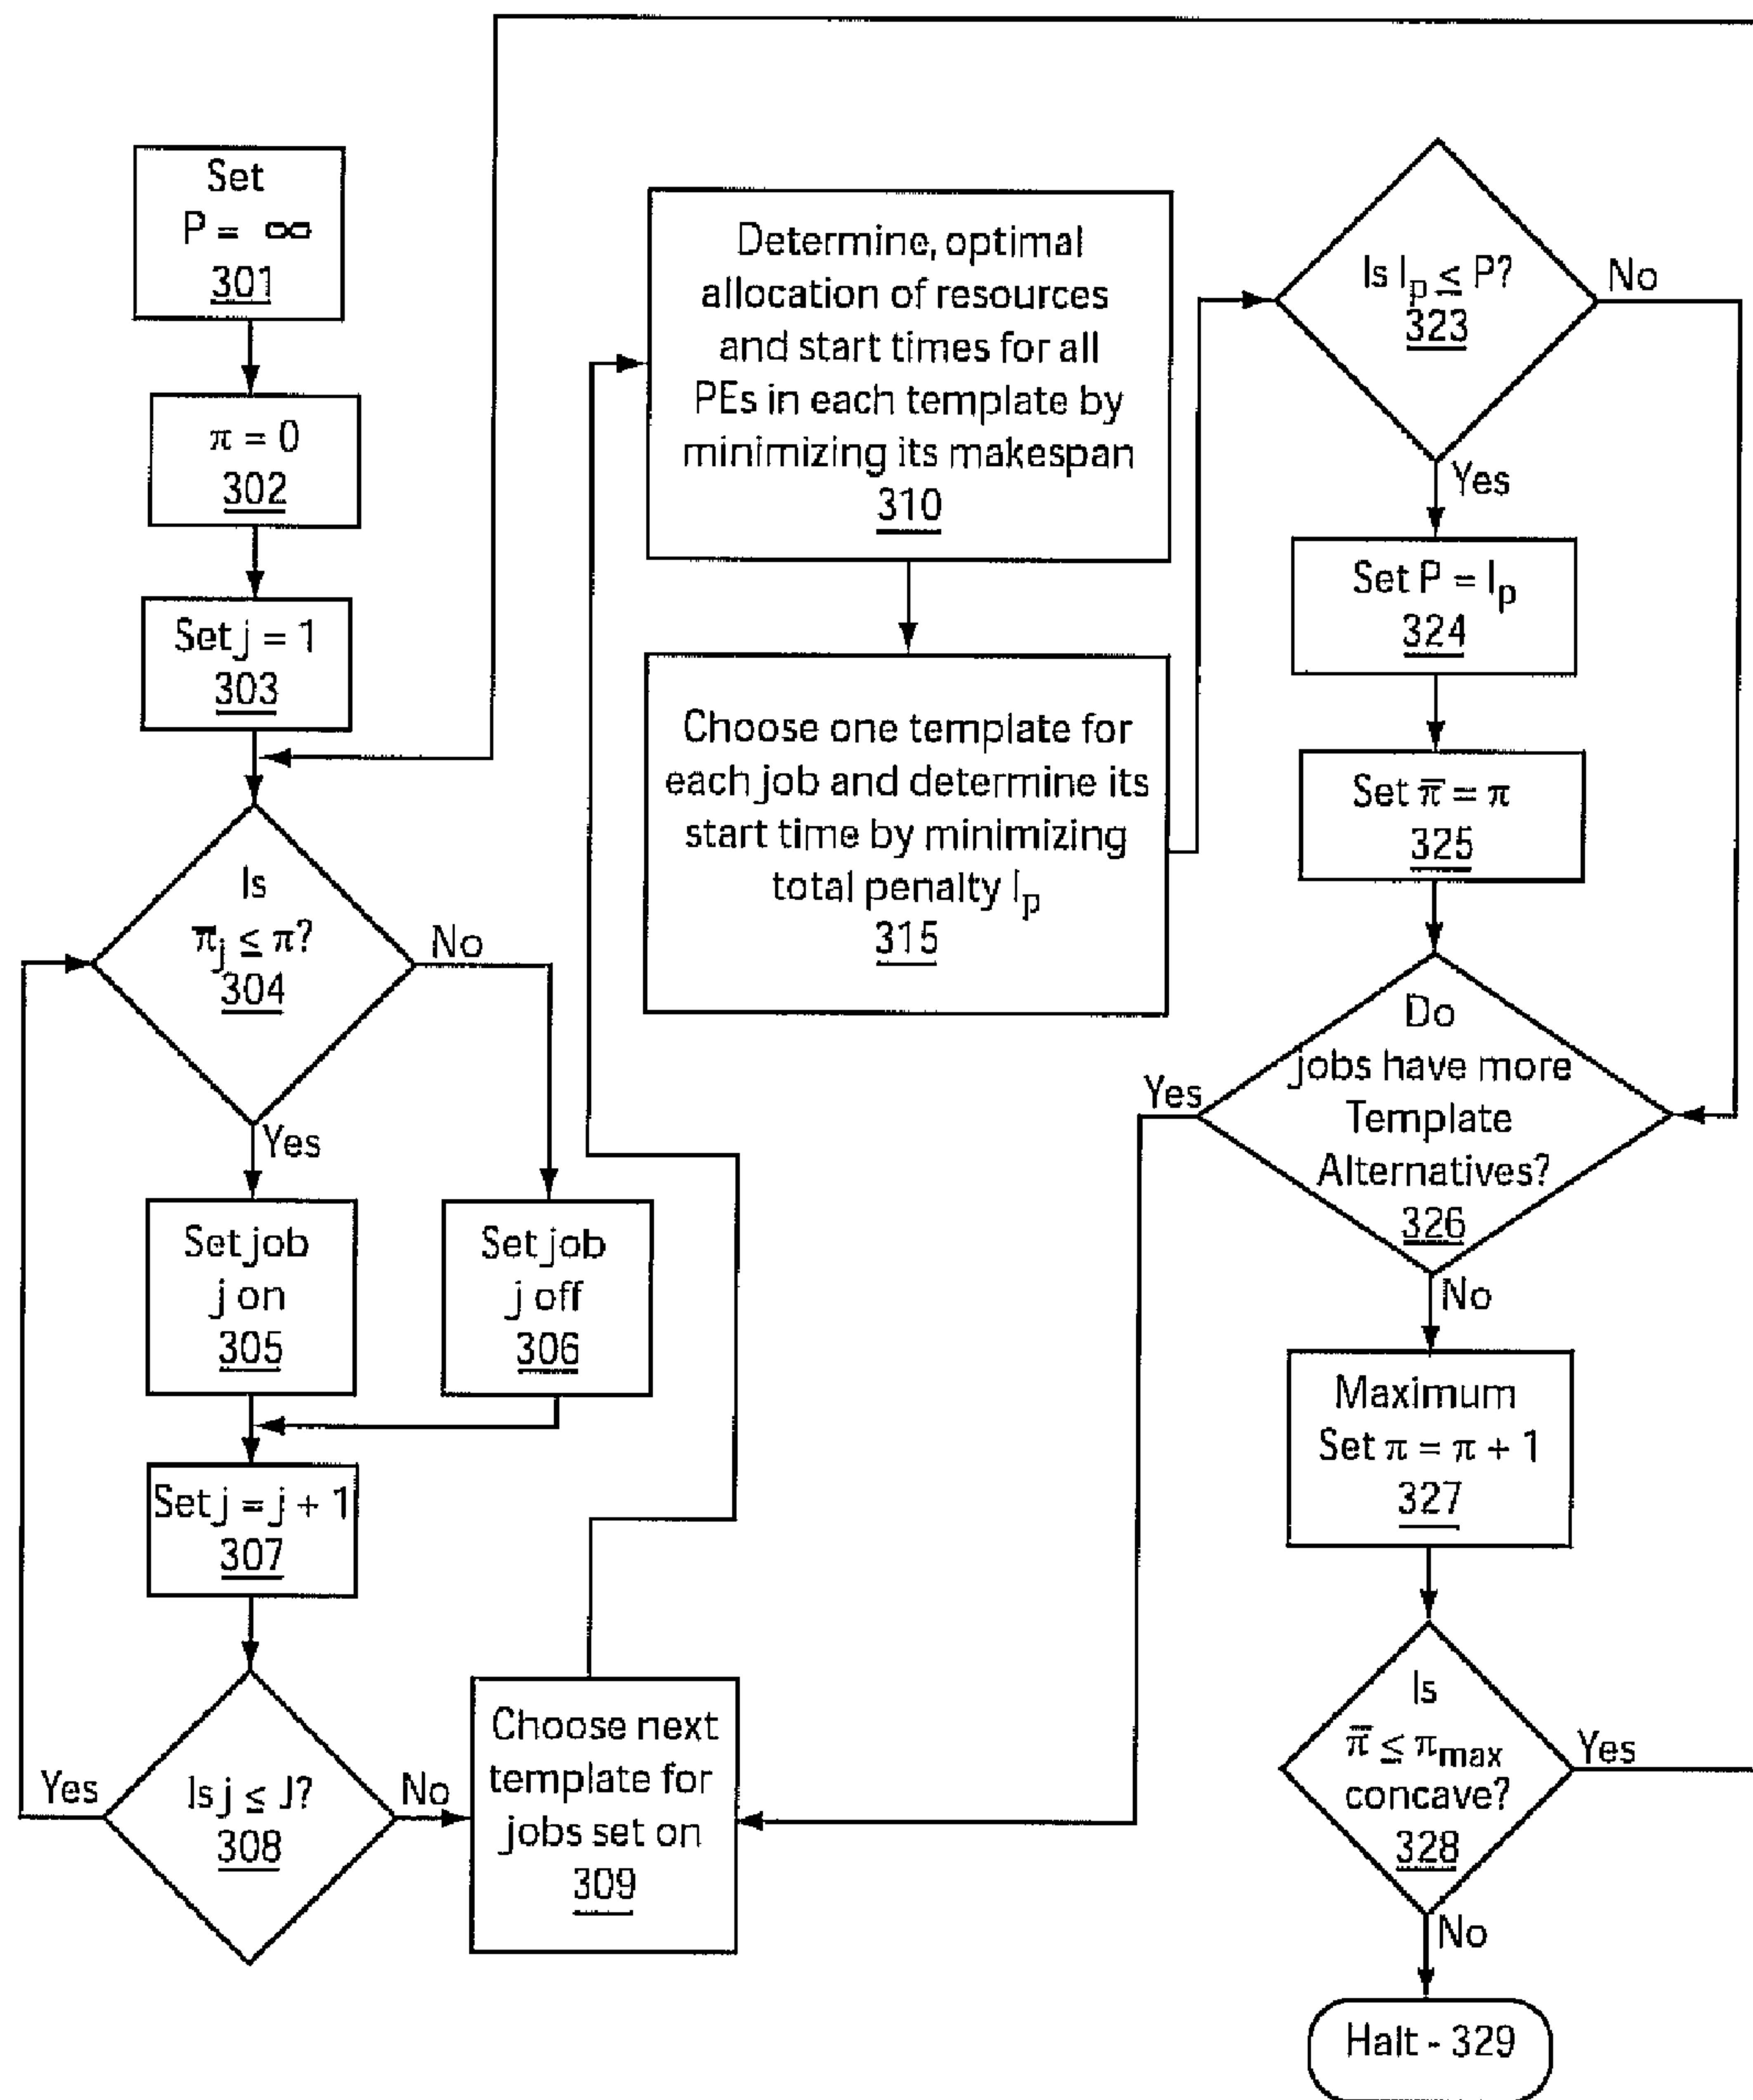 Set
P = ∞
301
π = 0
302
Set j = 1
303
Is
π̅j ≤ π?
304
No
Yes
Set job
j on
305
Set job
j off
306
Set j = j + 1
307
Is j ≤ J?
308
Yes
No
Choose next
template for
jobs set on
309
Determine, optimal
allocation of resources
and start times for all
PEs in each template by
minimizing its makespan
310
Choose one template for
each job and determine its
start time by minimizing
total penalty Ip
315
Is Ip ≤ P?
323
No
Yes
Set P = Ip
324
Set π̅ = π
325
Do
jobs have more
Template
Alternatives?
326
Yes
No
Maximum
Set π = π + 1
327
Is
π̅ ≤ πmax
concave?
328
Yes
No
Halt - 329